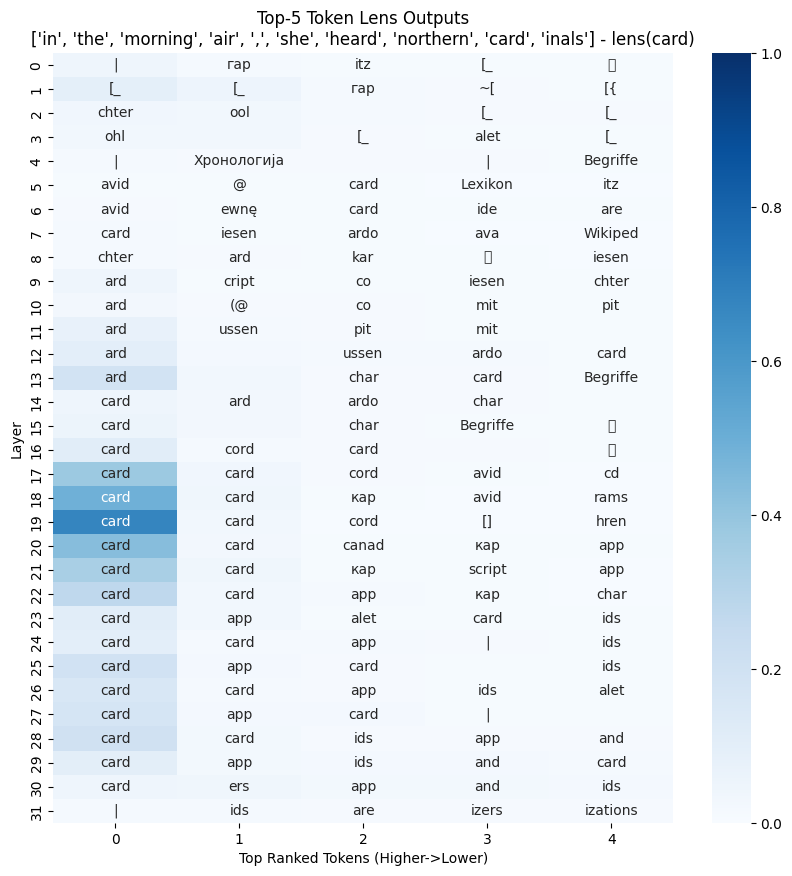 Top-5 Token Lens Outputs
['in', 'the', 'morning', 'air', ',', 'she', 'heard', 'northern', 'card', 'inals'] - lens(card)
0 | гар itz [_
1 [_ [_ гар ~[ [{
2 chter ool [_ [_
3 ohl [_ alet [_
4 | Хронологија | Begriffe
5 avid @ card Lexikon itz
6 avid ewnę card ide are
7 card iesen ardo ava Wikiped
8 chter ard kar iesen
9 ard cript co iesen chter
10 ard (@ co mit pit
11 ard ussen pit mit
12 ard ussen ardo card
13 ard char card Begriffe
14 card ard ardo char
15 card char Begriffe
16 card cord card
17 card card cord avid cd
18 card card кар avid rams
19 card card cord [] hren
20 card card canad кар app
21 card card кар script app
22 card card app кар char
23 card app alet card ids
24 card card app | ids
25 card app card ids
26 card card app ids alet
27 card app card |
28 card card ids app and
29 card app ids and card
30 card ers app and ids
31 | ids are izers izations
0 1 2 3 4
Top Ranked Tokens (Higher->Lower)
Layer
1.0
0.8
0.6
0.4
0.2
0.0